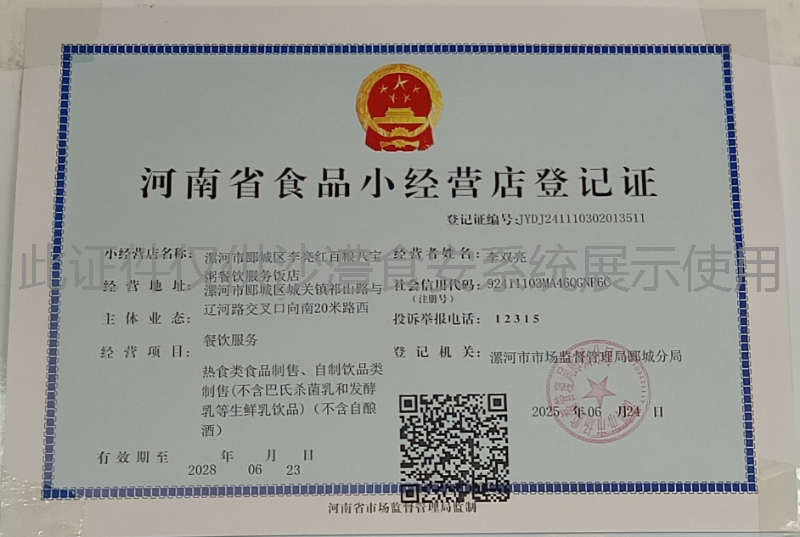 河南省食品小经营店登记证
登记证编号:JYDJ241110302013511
小经营店名称: 漯河市郾城区李亮红百粮八宝
粥餐饮服务饭店
经营地址: 漯河市郾城区城关镇祁山路与
辽河路交叉口向南20米路西
主体业态:
餐饮服务
经营项目:
热食类食品制售、自制饮品类
制售(不含巴氏杀菌乳和发酵
乳等生鲜乳饮品)(不含自酿
酒)
经营者姓名: 李双亮
社会信用代码: 92411103MA46QGNF6C
(注册号)
投诉举报电话: 12315
登记机关: 漯河市市场监督管理局郾城分局
2025 年 06 月 24 日
有效期至 年 月 日
2028 06 23
河南省市场监督管理局监制
此证件仅供沙澧食安系统展示使用